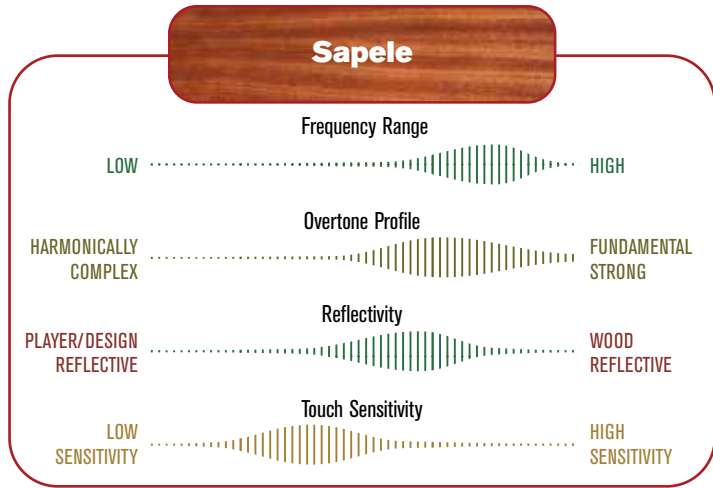 Sapele
Frequency Range
LOW
HIGH
Overtone Profile
HARMONICALLY
COMPLEX
FUNDAMENTAL
STRONG
Reflectivity
PLAYER/DESIGN
REFLECTIVE
WOOD
REFLECTIVE
Touch Sensitivity
LOW
SENSITIVITY
HIGH
SENSITIVITY